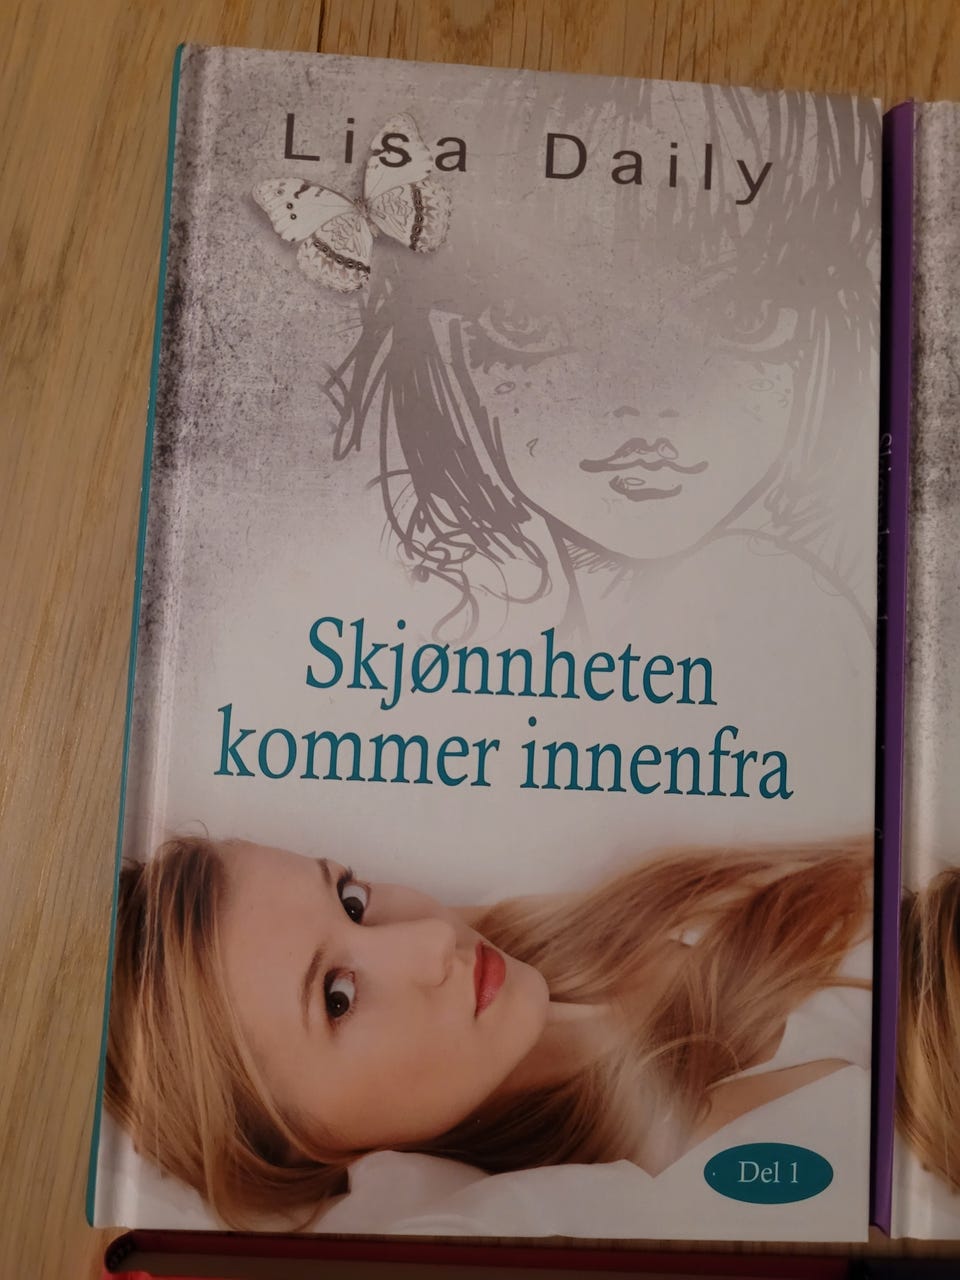 Lisa Daily
Skjønnheten
kommer innenfra
Del 1